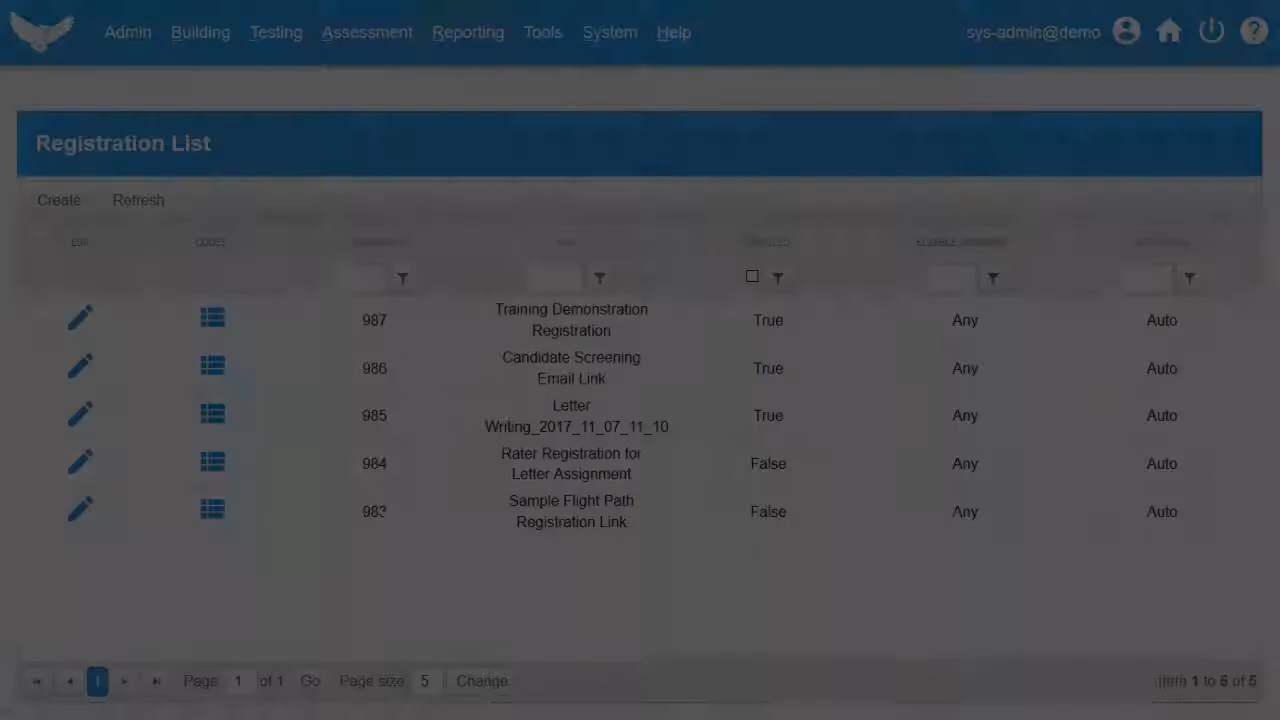 Admin Building Testing Assessment Reporting Tools System Help sys-admin@demo
Registration List
Create Refresh
EDIT CODES
987 Training Demonstration Registration True Any Auto
986 Candidate Screening Email Link True Any Auto
985 Letter Writing_2017_11_07_11_10 True Any Auto
984 Rater Registration for Letter Assignment False Any Auto
983 Sample Flight Path Registration Link False Any Auto
1 Page 1 of 1 Go Page size 5 Change Item 1 to 5 of 5